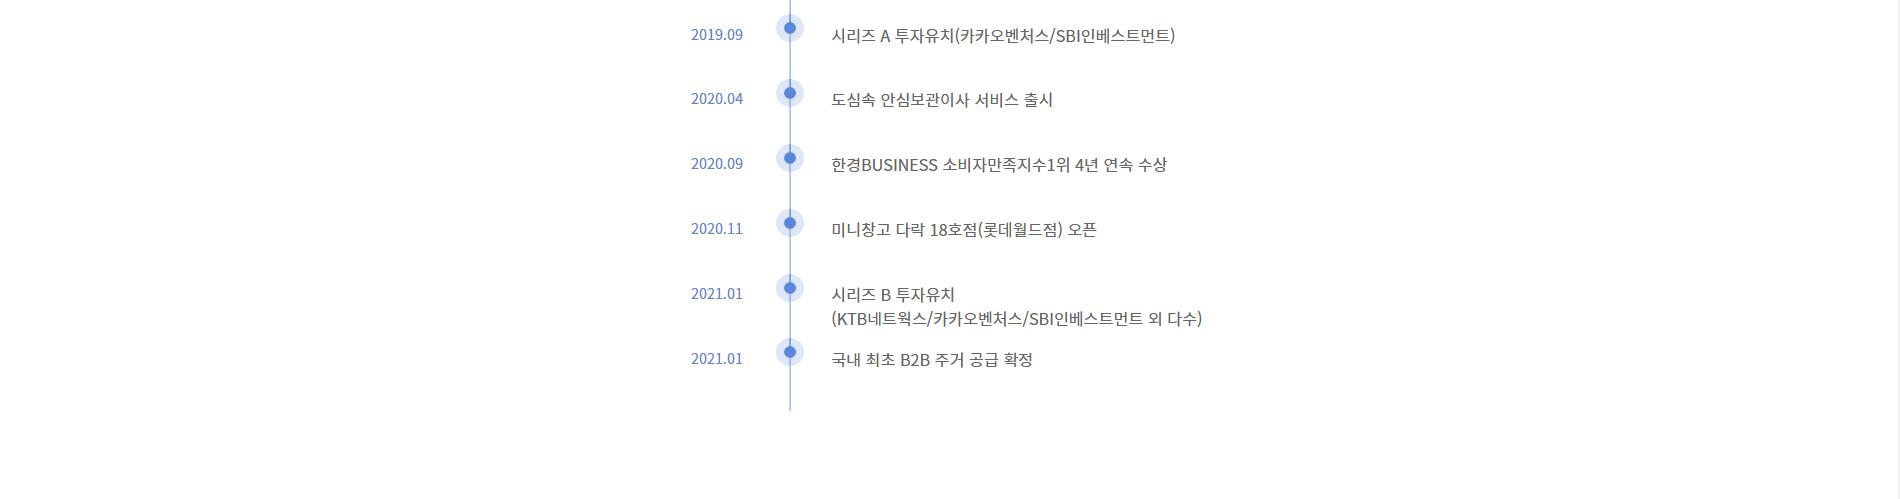 2019.09 시리즈 A 투자유치(카카오벤처스/SBI인베스트먼트)
2020.04 도심속 안심보관이사 서비스 출시
2020.09 한경BUSINESS 소비자만족지수1위 4년 연속 수상
2020.11 미니창고 다락 18호점(롯데월드점) 오픈
2021.01 시리즈 B 투자유치
(KTB네트웍스/카카오벤처스/SBI인베스트먼트 외 다수)
2021.01 국내 최초 B2B 주거 공급 확정